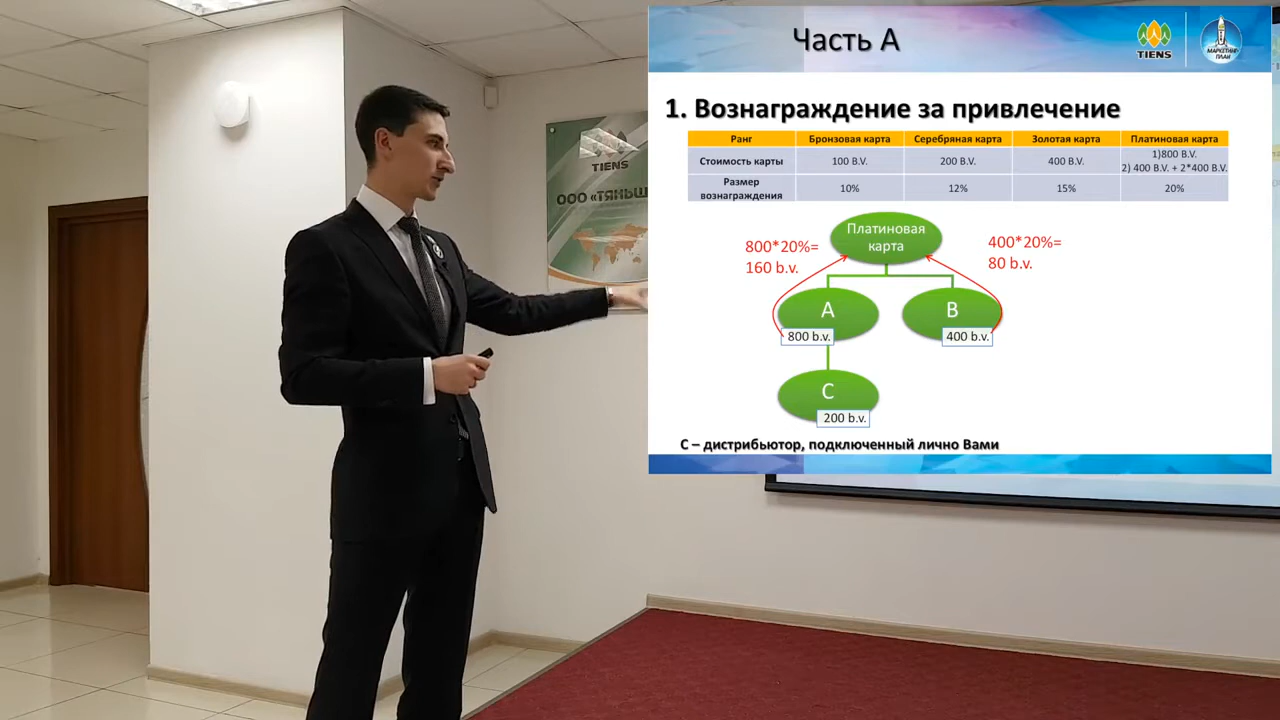 Часть А
TIENS
МАРКЕТИНГ-
ПЛАН
1. Вознаграждение за привлечение
Ранг Бронзовая карта Серебряная карта Золотая карта Платиновая карта
Стоимость карты 100 B.V. 200 B.V. 400 B.V. 1)800 B.V.
2) 400 B.V. + 2*400 B.V.
Размер
вознаграждения 10% 12% 15% 20%
Платиновая
карта
800*20%=
160 b.v.
400*20%=
80 b.v.
A
800 b.v.
B
400 b.v.
C
200 b.v.
С – дистрибьютор, подключенный лично Вами
TIENS
ООО «ТЯНЬШ